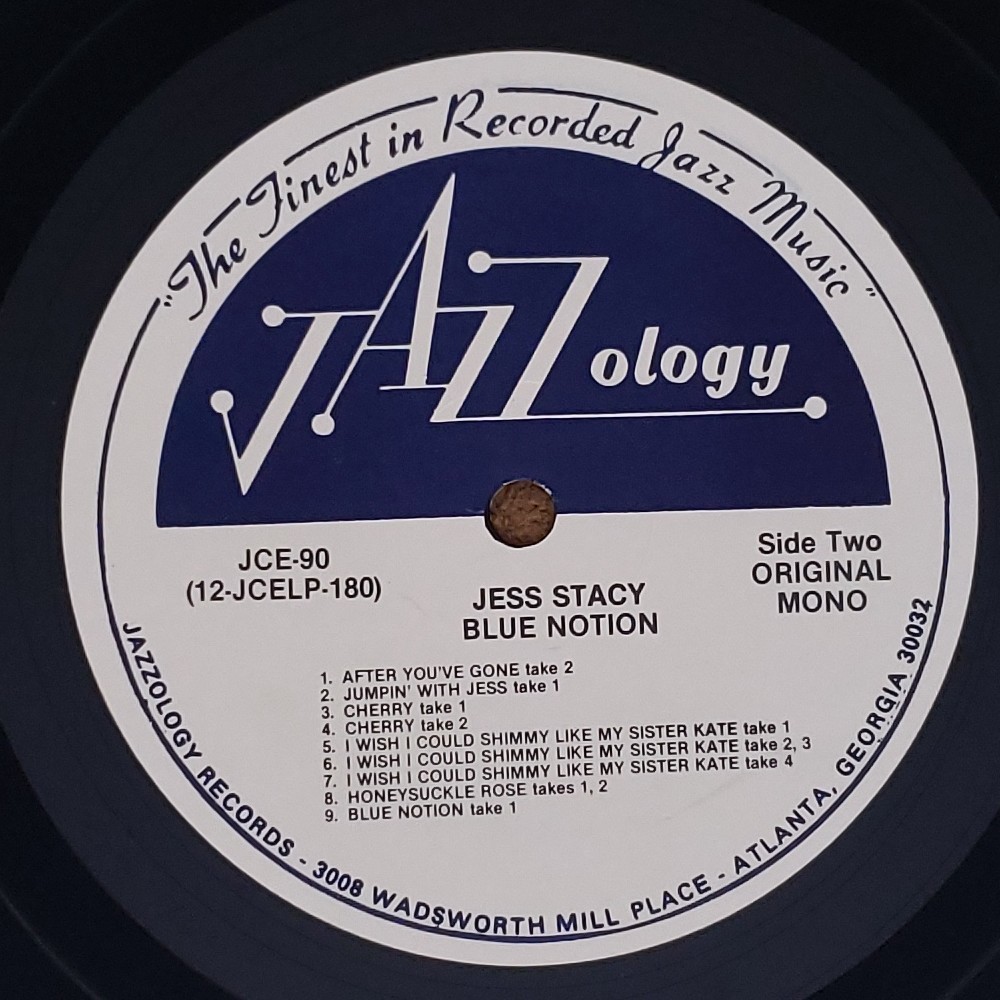 "The Finest in Recorded Jazz Music"
JAZZology
JCE-90
(12-JCELP-180)
Side Two
ORIGINAL
MONO
JESS STACY
BLUE NOTION
1. AFTER YOU'VE GONE take 2
2. JUMPIN' WITH JESS take 1
3. CHERRY take 1
4. CHERRY take 2
5. I WISH I COULD SHIMMY LIKE MY SISTER KATE take 1
6. I WISH I COULD SHIMMY LIKE MY SISTER KATE take 2, 3
7. I WISH I COULD SHIMMY LIKE MY SISTER KATE take 4
8. HONEYSUCKLE ROSE takes 1, 2
9. BLUE NOTION take 1
JAZZOLOGY RECORDS - 3008 WADSWORTH MILL PLACE - ATLANTA, GEORGIA 30032